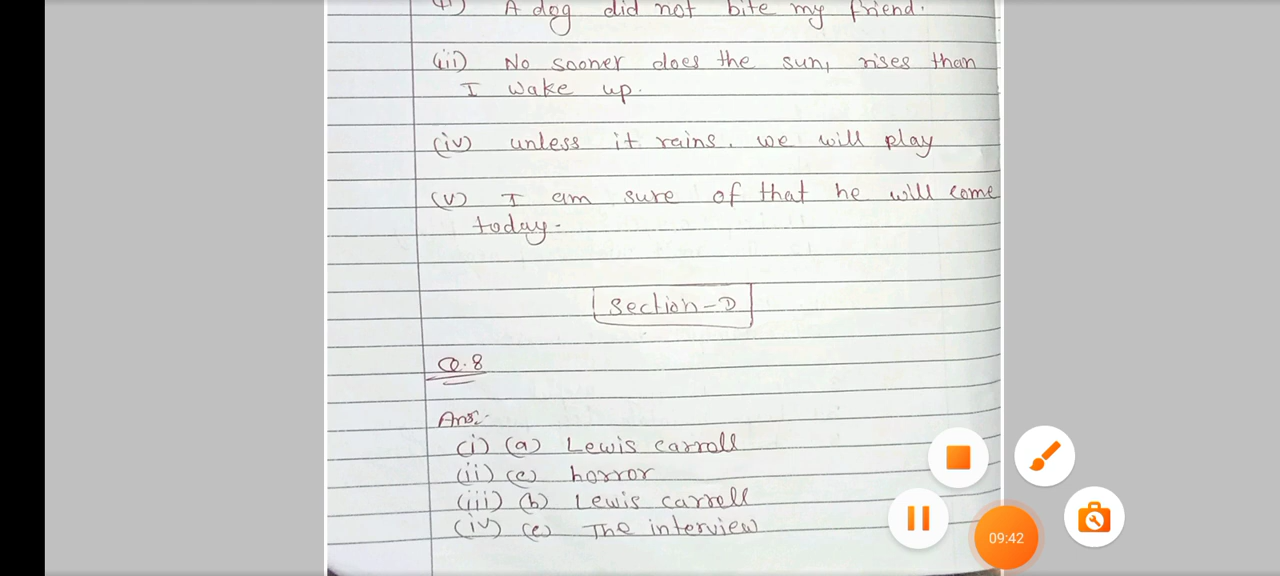 A dog did not bite my friend.
(iii) No sooner does the sun, rises than
I wake up.
(iv) unless it rains. we will play
(v) I am sure of that he will come
today-
Section-D
Q.8
Ans:-
(i) (a) Lewis carroll
(ii) (c) horror
(iii) (b) Lewis carrell
(iv) (c) The interview
09:42